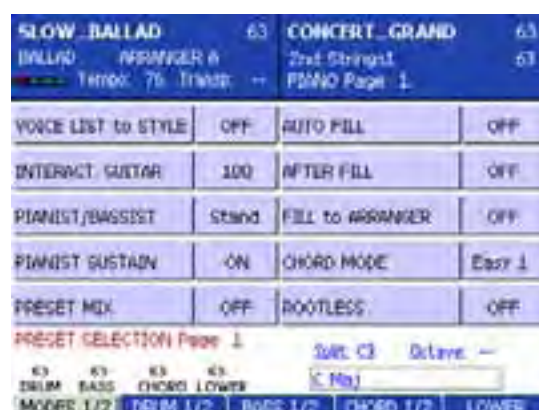 SLOW_BALLAD 63 CONCERT_GRAND 63
BALLAD ARRANGER A 2nd Strings1 63
Tempo: 76 Transp: -- PIANO Page 1
VOICE LIST to STYLE OFF AUTO FILL OFF
INTERACT. GUITAR 100 AFTER FILL OFF
PIANIST/BASSIST Stand FILL to ARRANGER OFF
PIANIST SUSTAIN ON CHORD MODE Easy 1
PRESET MIX OFF ROOTLESS OFF
PRESET SELECTION Page 1
Split: C3 Octave: --
63 63 63 63
DRUM BASS CHORD LOWER C Maj
MODES 1/2 DRUM 1/2 BASS 1/2 CHORD 1/2 LOWER